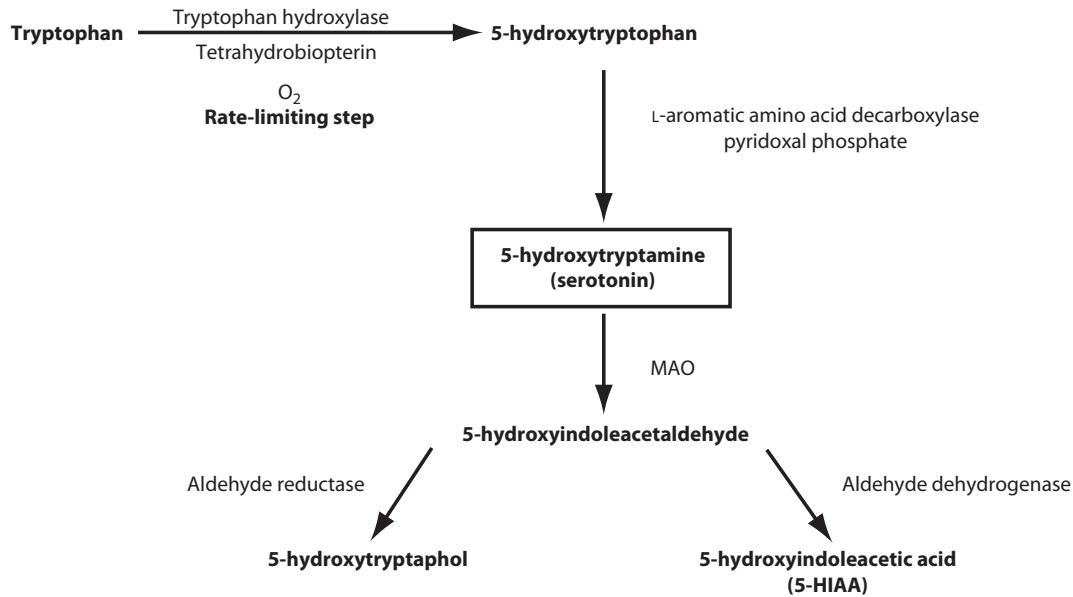 Tryptophan
Tryptophan hydroxylase
Tetrahydrobiopterin
O₂
Rate-limiting step
5-hydroxytryptophan
L-aromatic amino acid decarboxylase
pyridoxal phosphate
5-hydroxytryptamine
(serotonin)
MAO
5-hydroxyindoleacetaldehyde
Aldehyde reductase
Aldehyde dehydrogenase
5-hydroxytryptaphol
5-hydroxyindoleacetic acid
(5-HIAA)